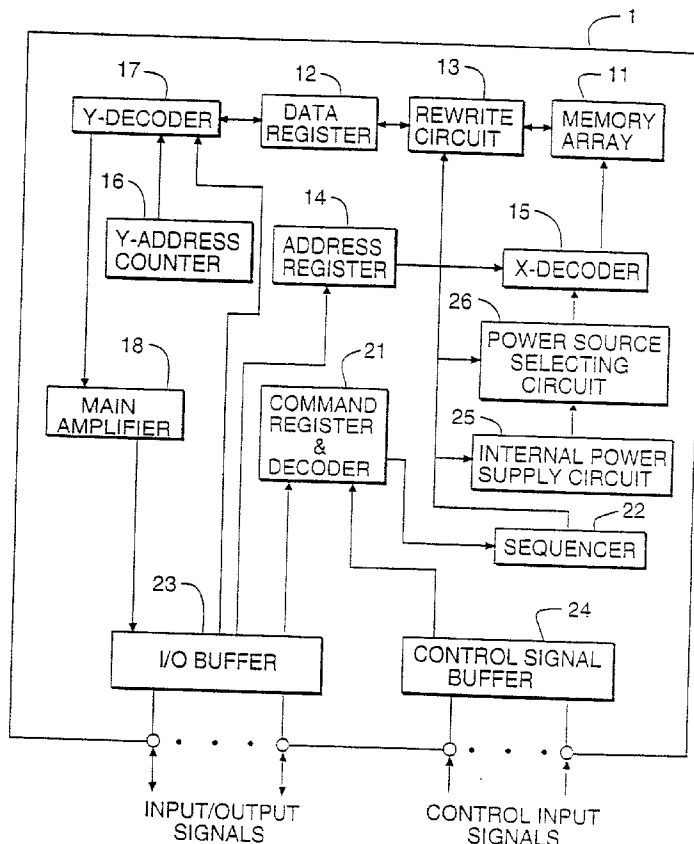 1
17
12
13
11
Y-DECODER
DATA
REGISTER
REWRITE
CIRCUIT
MEMORY
ARRAY
16
Y-ADDRESS
COUNTER
14
ADDRESS
REGISTER
15
X-DECODER
26
POWER SOURCE
SELECTING
CIRCUIT
18
MAIN
AMPLIFIER
21
COMMAND
REGISTER
&
DECODER
25
INTERNAL POWER
SUPPLY CIRCUIT
22
SEQUENCER
23
I/O BUFFER
24
CONTROL SIGNAL
BUFFER
INPUT/OUTPUT
SIGNALS
CONTROL INPUT
SIGNALS